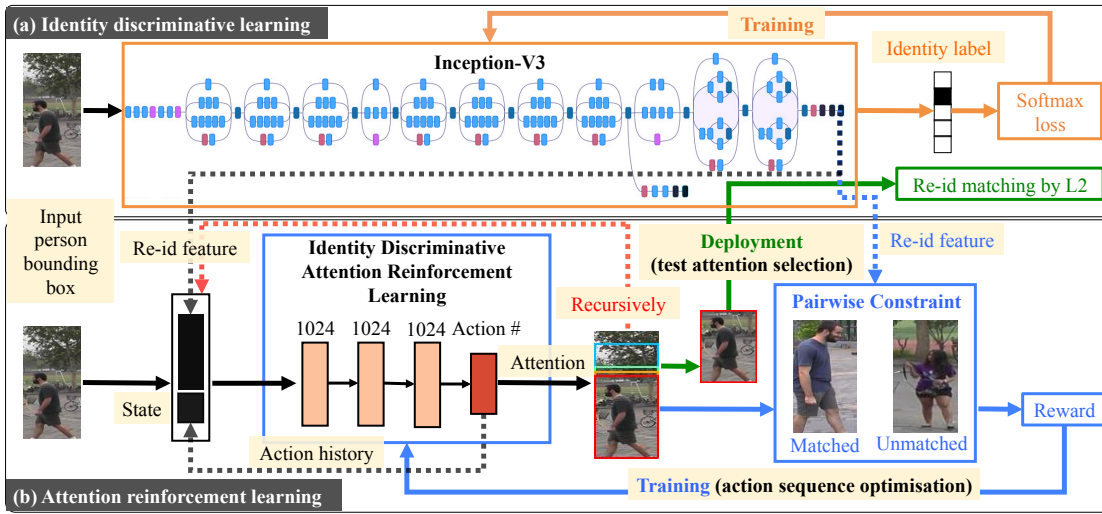 (a) Identity discriminative learning
Training
Inception-V3
Identity label
Softmax
loss
Re-id matching by L2
Input
person
bounding
box
Re-id feature
Identity Discriminative
Attention Reinforcement
Learning
Deployment
(test attention selection)
Re-id feature
Recursively
Pairwise Constraint
1024
1024
1024
Action #
Attention
State
Matched
Unmatched
Reward
Action history
Training (action sequence optimisation)
(b) Attention reinforcement learning